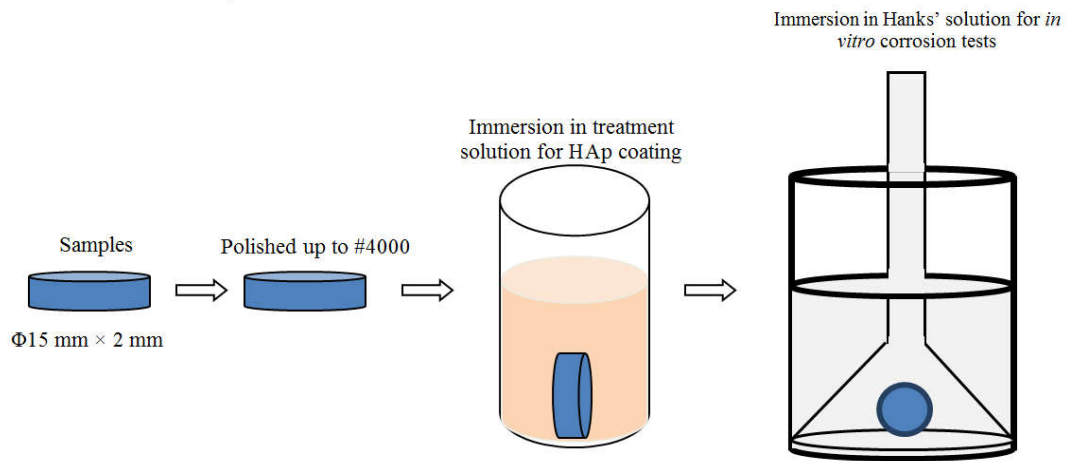 Immersion in Hanks' solution for in
vitro corrosion tests
Immersion in treatment
solution for HAp coating
Samples
Polished up to #4000
Φ15 mm × 2 mm